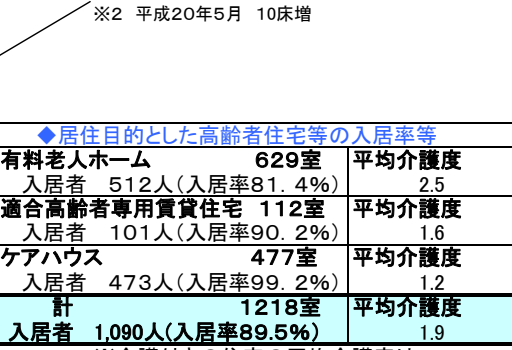 ※2　平成20年5月　10床増
◆居住目的とした高齢者住宅等の入居率等
有料老人ホーム　629室　平均介護度
入居者　512人(入居率81.4%)　2.5
適合高齢者専用賃貸住宅　112室　平均介護度
入居者　101人(入居率90.2%)　1.6
ケアハウス　477室　平均介護度
入居者　473人(入居率99.2%)　1.2
計　1218室　平均介護度
入居者　1,090人(入居率89.5%)　1.9